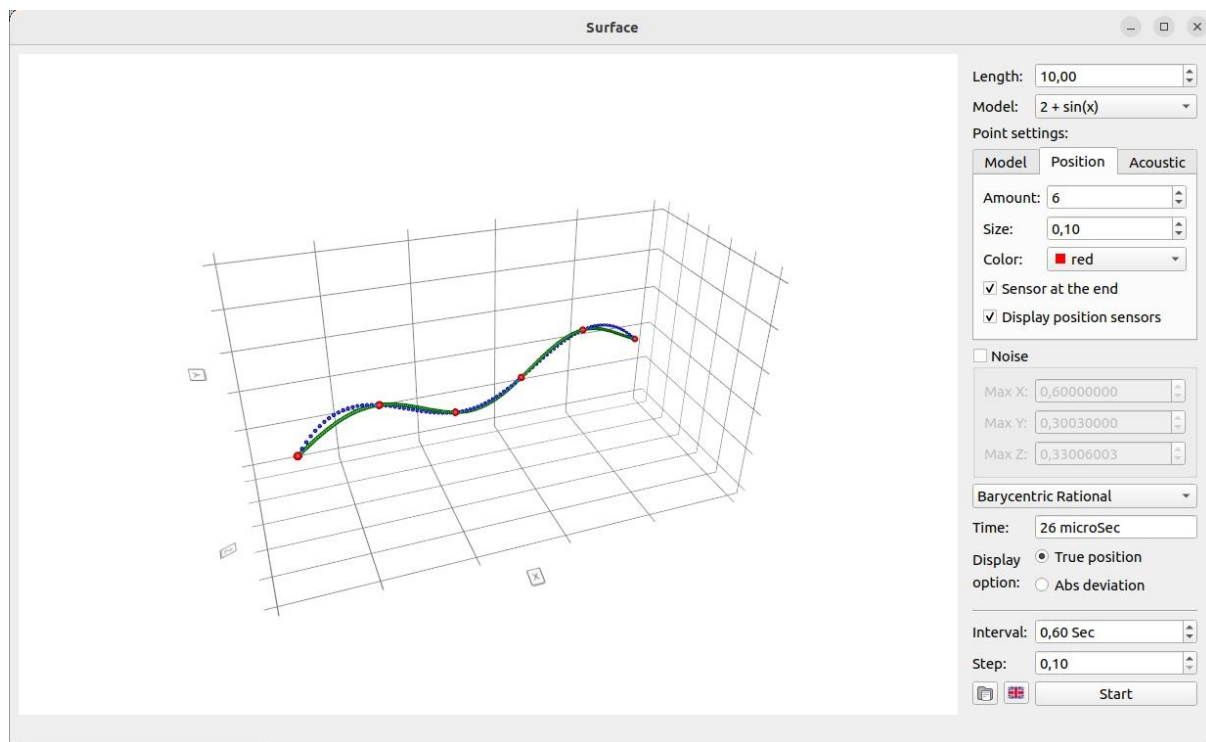 Surface
Length: 10,00
Model: 2 + sin(x)
Point settings:
Model Position Acoustic
Amount: 6
Size: 0,10
Color: red
Sensor at the end
Display position sensors
Noise
Max X: 0,60000000
Max Y: 0,30030000
Max Z: 0,33006003
Barycentric Rational
Time: 26 microSec
Display option:
True position
Abs deviation
Interval: 0,60 Sec
Step: 0,10
Start
Y
Z
X